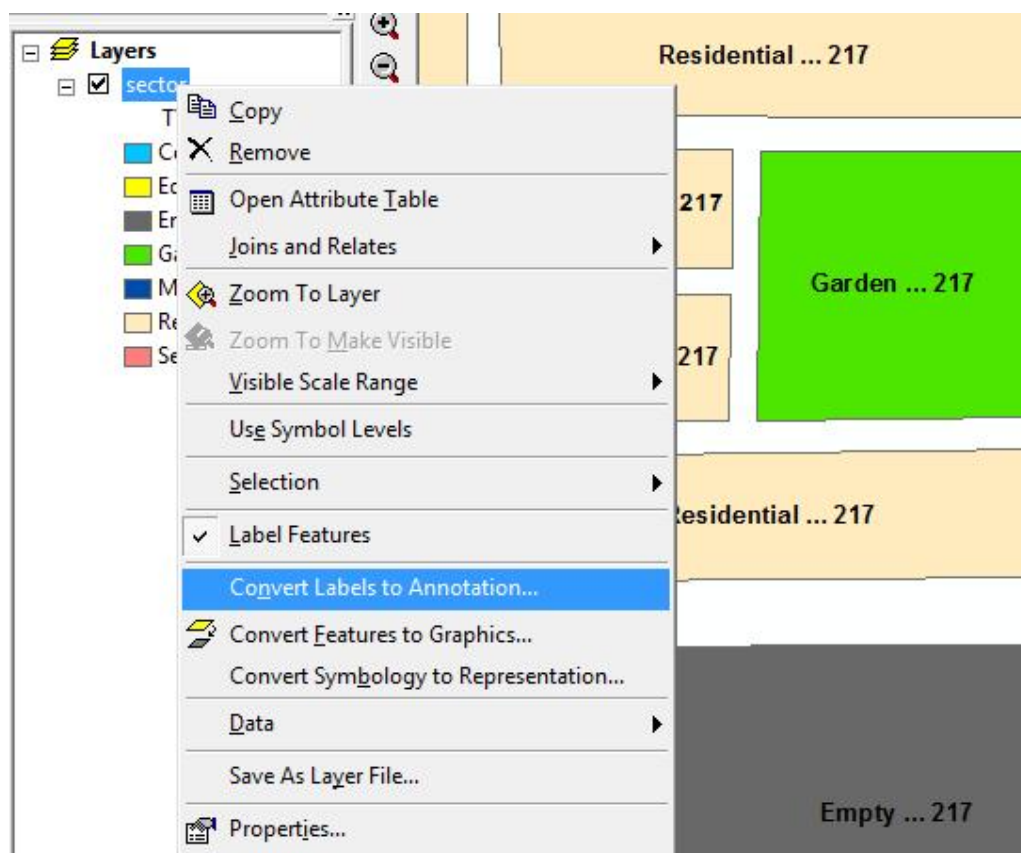 Layers
sector
Copy
Remove
Open Attribute Table
Joins and Relates
Zoom To Layer
Zoom To Make Visible
Visible Scale Range
Use Symbol Levels
Selection
Label Features
Convert Labels to Annotation...
Convert Features to Graphics...
Convert Symbology to Representation...
Data
Save As Layer File...
Properties...
Residential ... 217
217
Garden ... 217
217
Residential ... 217
Empty ... 217